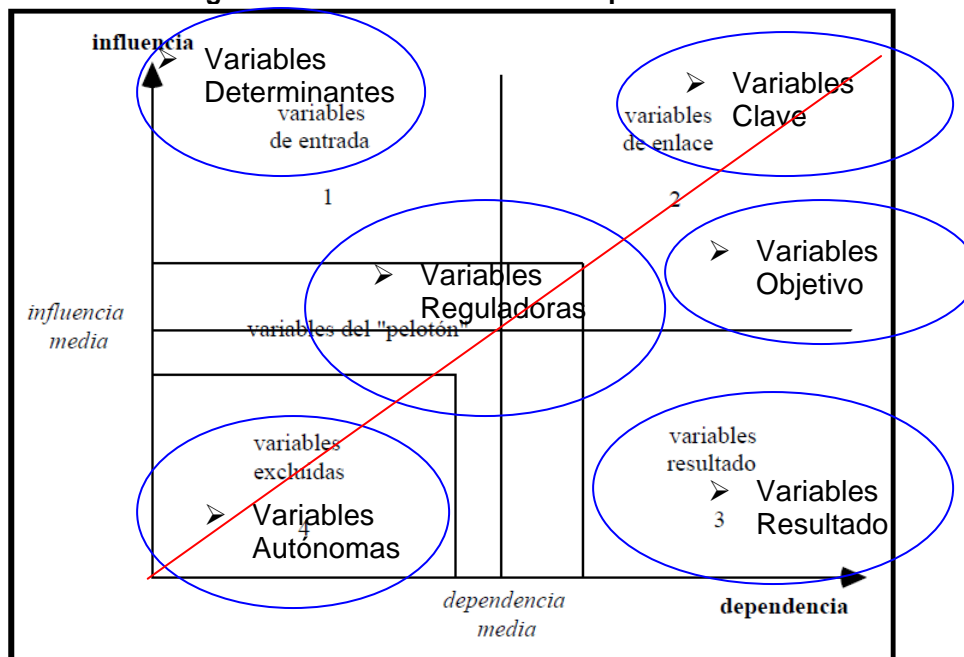 influencia
➢ Variables
Determinantes
variables
de entrada
1
➢ Variables
Clave
variables
de enlace
2
➢ Variables
Objetivo
➢ Variables
Reguladoras
variables del "pelotón"
influencia
media
variables
excluidas
➢ Variables
4
Autónomas
variables
resultado
➢ Variables
3
Resultado
dependencia
media
dependencia